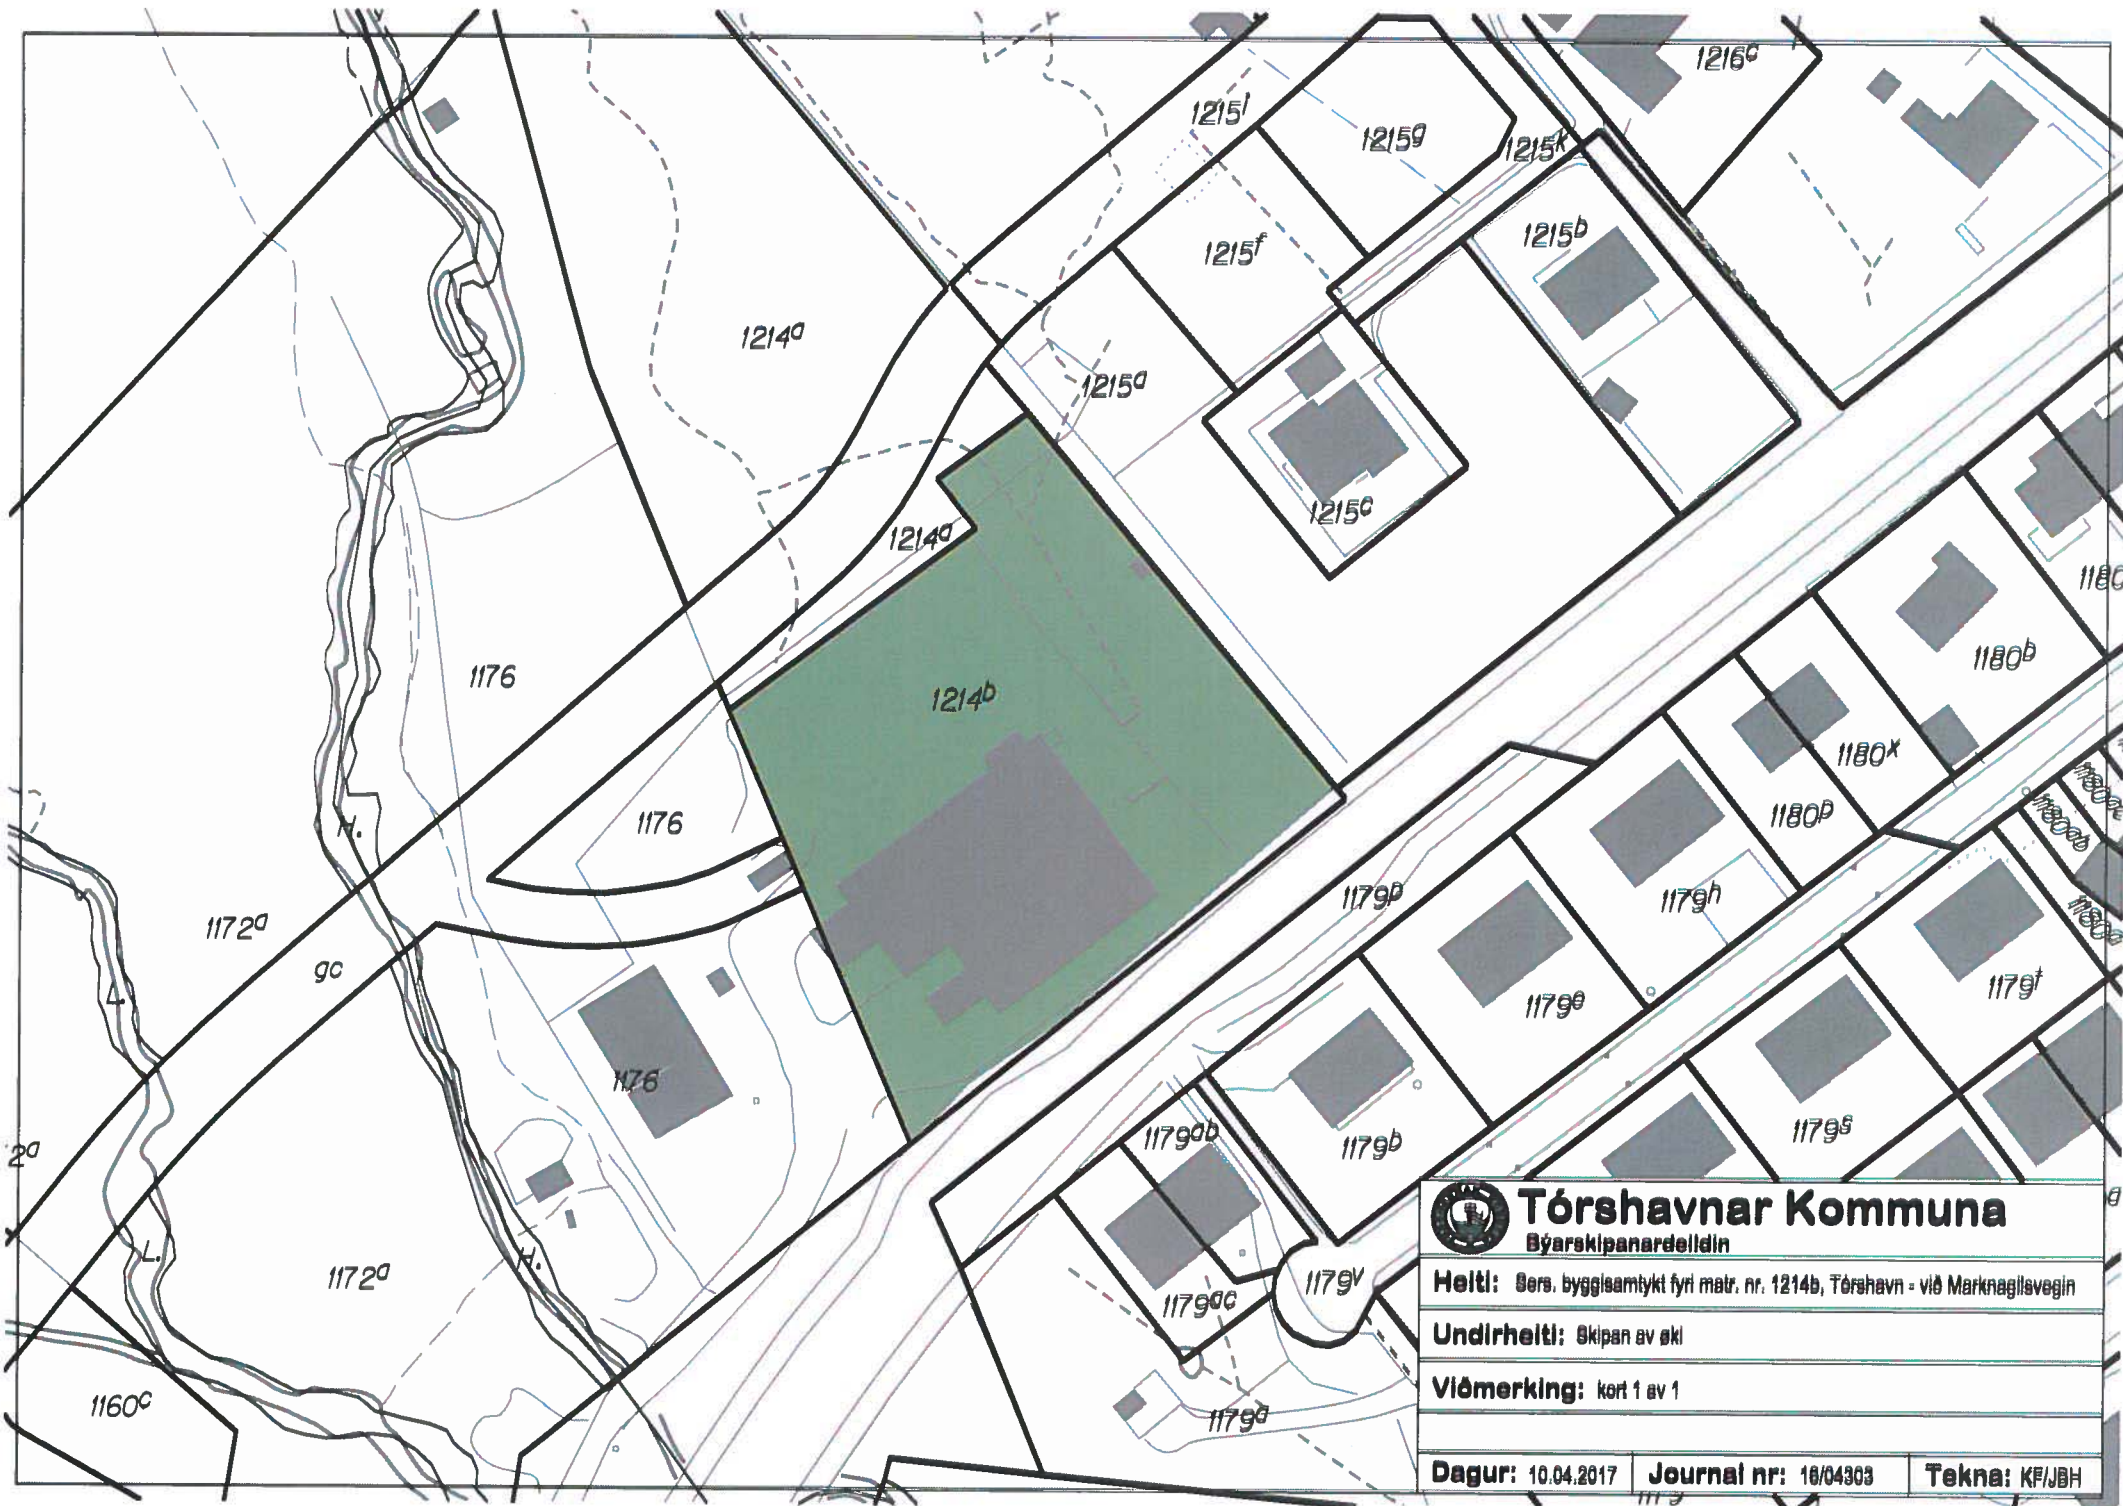 1216c
1215l
1215g
1215k
1215f
1215b
1214a
1215a
1215c
1214a
1180
1176
1214b
1180b
1180x
1176
1180p
1180ab
1179p
1179h
1172a
gc
H.
L.
1179e
1179f
1176
1179ab
1179b
1179s
2a
L.
H.
1172a
1179v
1179ac
1160c
1179a
Tórshavnar Kommuna
Býarskipanardeildin
Heiti: Sers. byggisamtykt fyri matr. nr. 1214b, Tórshavn - við Marknagilsvegin
Undirheiti: Skipan av øki
Viðmerking: kort 1 av 1
Dagur: 10.04.2017
Journal nr: 16/04303
Tekna: KF/JBH